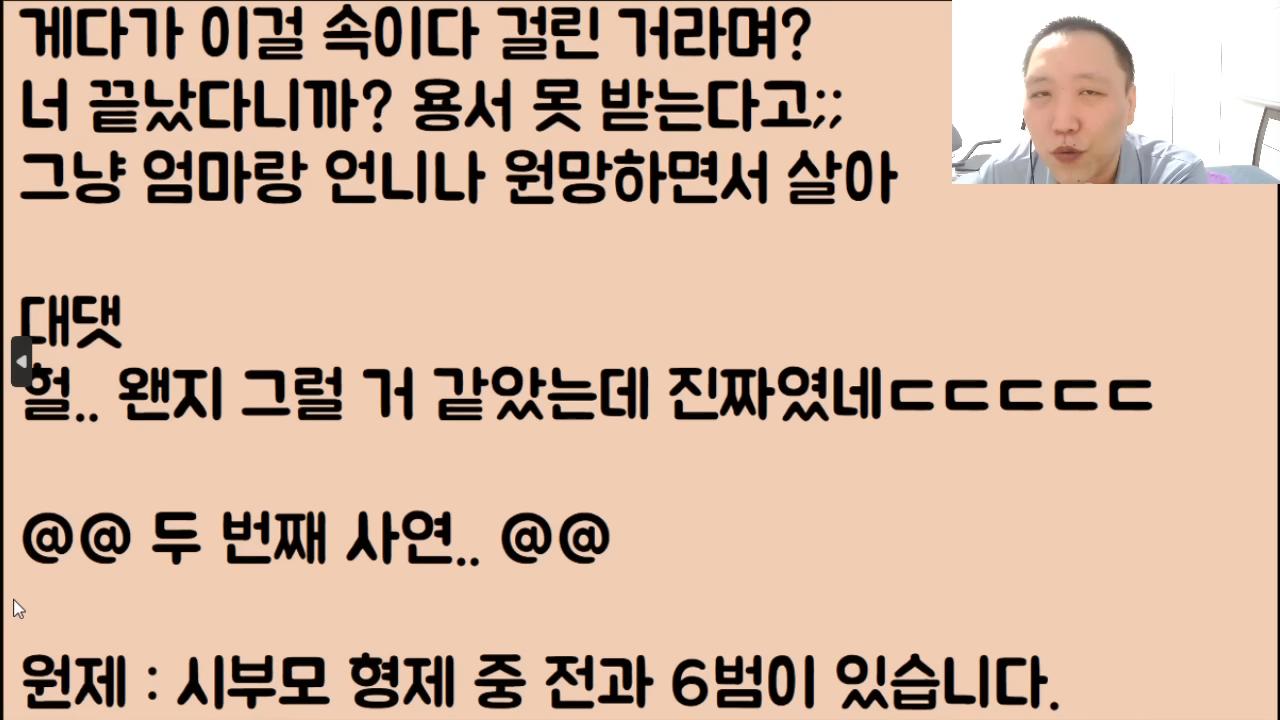 게다가 이걸 속이다 걸린 거라며?
너 끝났다니까? 용서 못 받는다고;;
그냥 엄마랑 언니나 원망하면서 살아
대댓
헐.. 왠지 그럴 거 같았는데 진짜였네ㄷㄷㄷㄷㄷ
@@ 두 번째 사연.. @@
원제 : 시부모 형제 중 전과 6범이 있습니다.